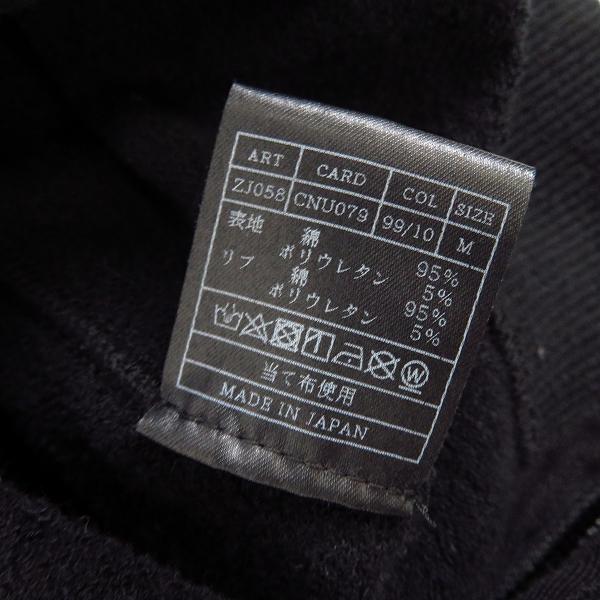 ART CARD COL SIZE
ZJ058 CNU079 99/10 M
表地 綿 95%
ポリウレタン 5%
リブ 綿 95%
ポリウレタン 5%
当て布使用
MADE IN JAPAN